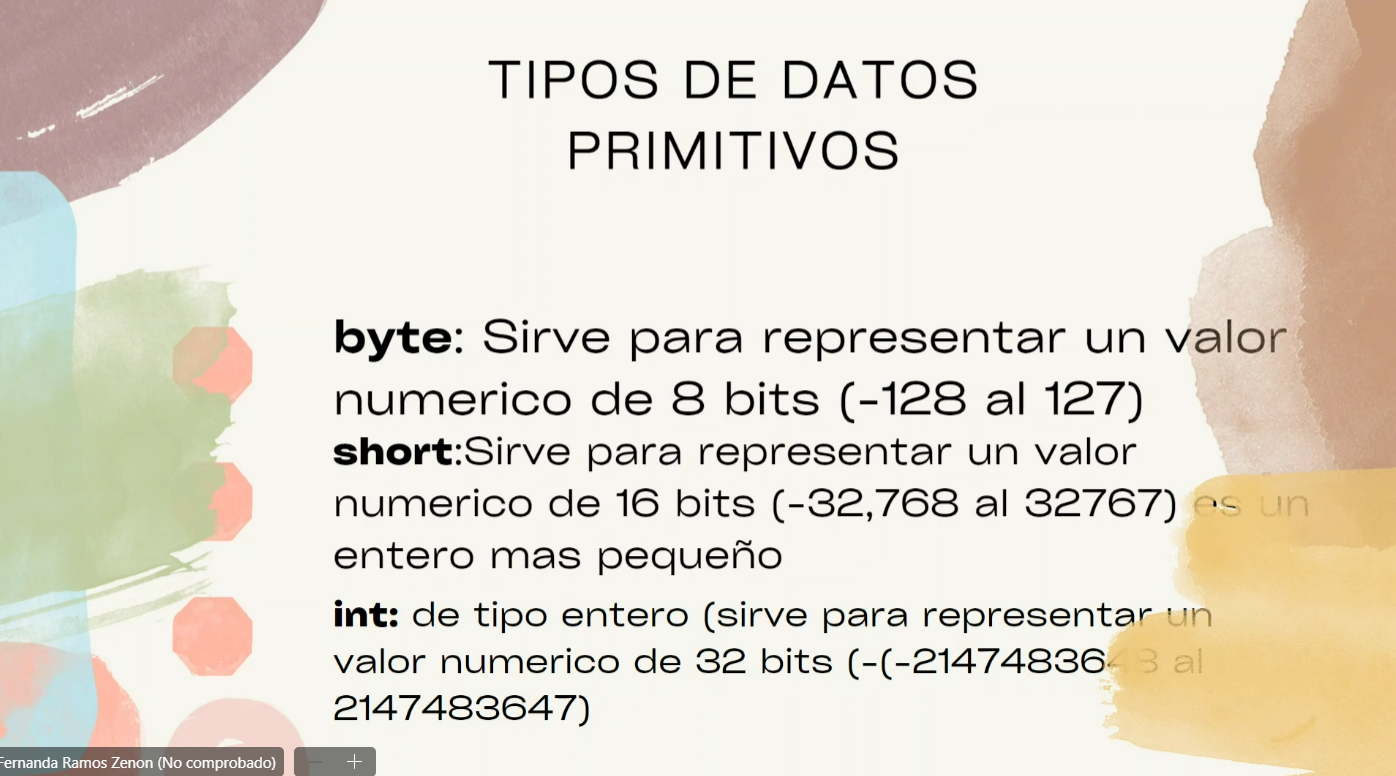 TIPOS DE DATOS
PRIMITIVOS
byte: Sirve para representar un valor
numerico de 8 bits (-128 al 127)
short:Sirve para representar un valor
numerico de 16 bits (-32,768 al 32767) es un
entero mas pequeño
int: de tipo entero (sirve para representar un
valor numerico de 32 bits (-(-2147483648 al
2147483647)
Fernanda Ramos Zenon (No comprobado)